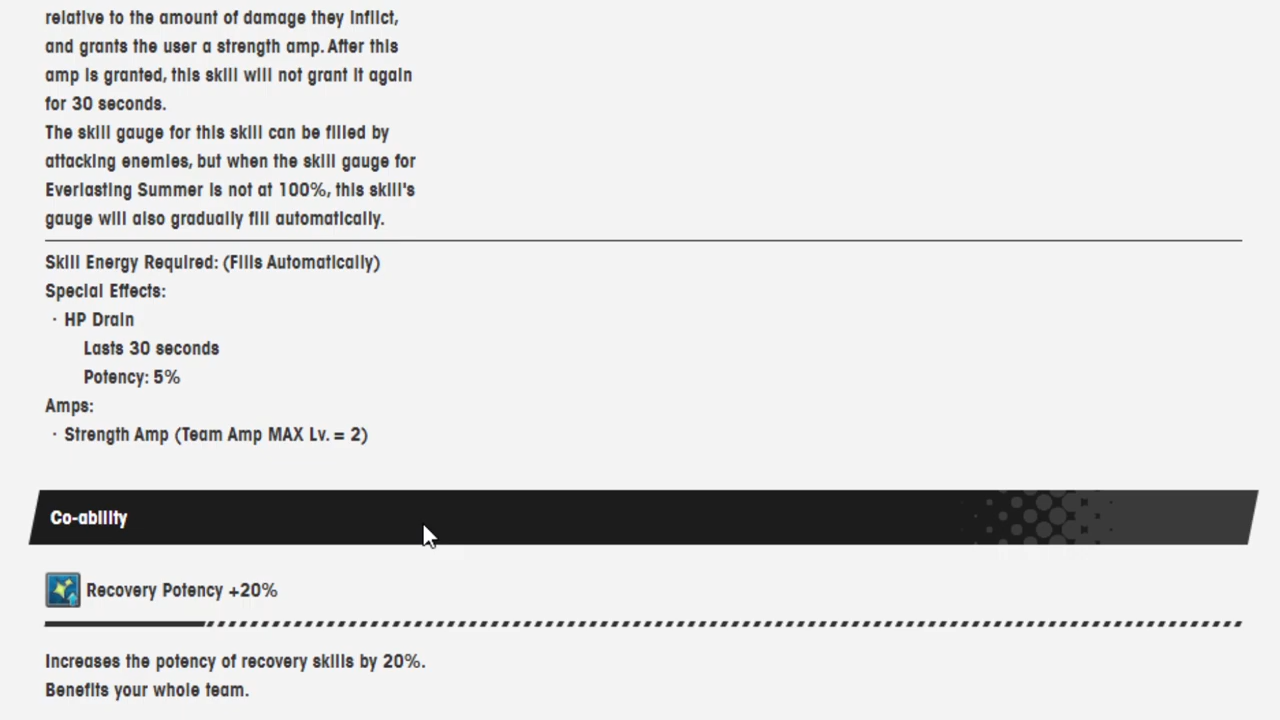 relative to the amount of damage they inflict,
and grants the user a strength amp. After this
amp is granted, this skill will not grant it again
for 30 seconds.
The skill gauge for this skill can be filled by
attacking enemies, but when the skill gauge for
Everlasting Summer is not at 100%, this skill's
gauge will also gradually fill automatically.
Skill Energy Required: (Fills Automatically)
Special Effects:
・HP Drain
Lasts 30 seconds
Potency: 5%
Amps:
・Strength Amp (Team Amp MAX Lv. = 2)
Co-ability
Recovery Potency +20%
Increases the potency of recovery skills by 20%.
Benefits your whole team.